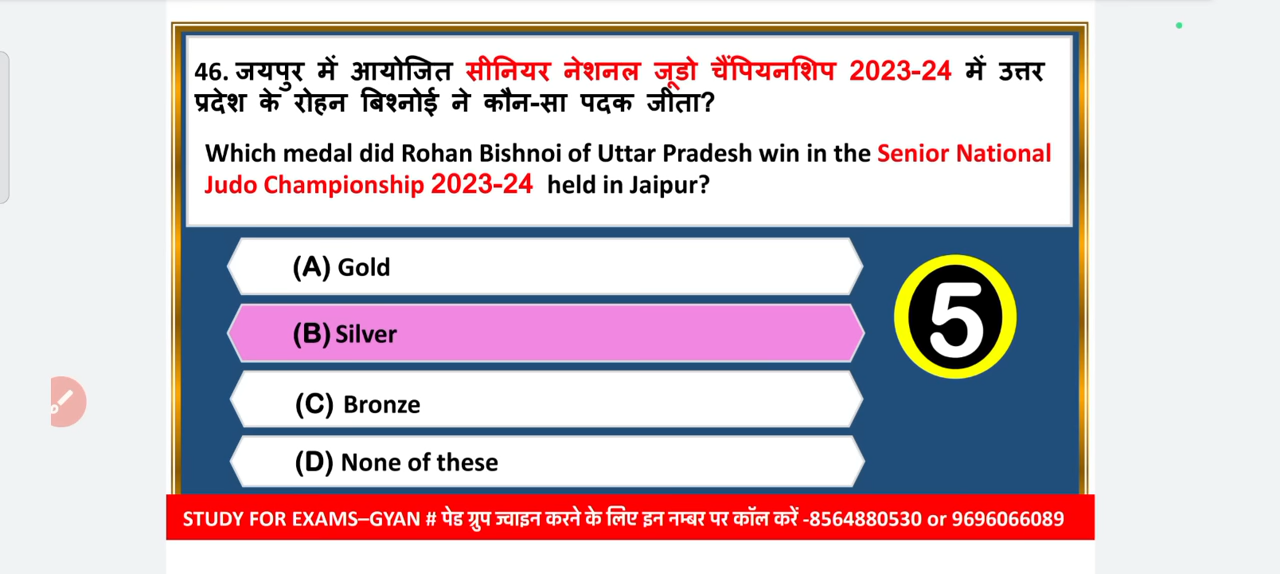 46. जयपुर में आयोजित सीनियर नेशनल जूडो चैंपियनशिप 2023-24 में उत्तर
प्रदेश के रोहन बिश्नोई ने कौन-सा पदक जीता?
Which medal did Rohan Bishnoi of Uttar Pradesh win in the Senior National
Judo Championship 2023-24 held in Jaipur?
(A) Gold
(B) Silver
5
(C) Bronze
(D) None of these
STUDY FOR EXAMS–GYAN # पेड ग्रुप ज्वाइन करने के लिए इन नम्बर पर कॉल करें -8564880530 or 9696066089